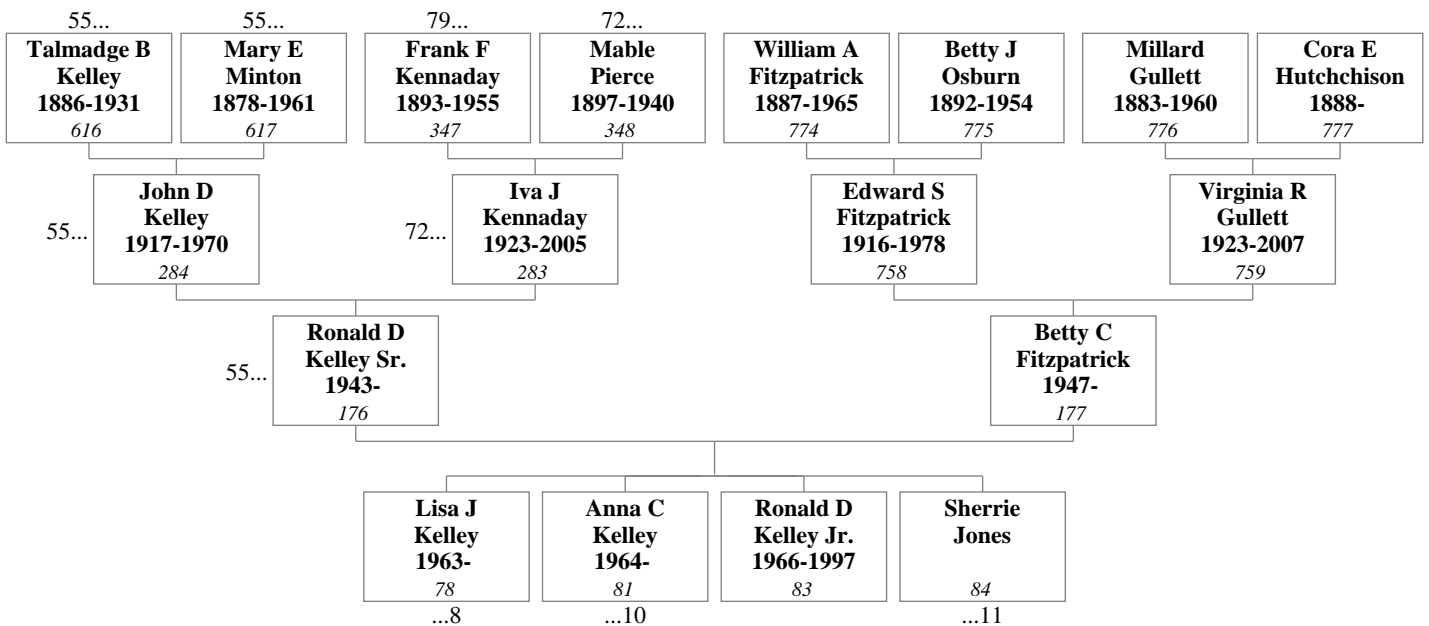 55...
55...
79...
72...
Talmadge B
Kelley
1886-1931
616
Mary E
Minton
1878-1961
617
Frank F
Kennaday
1893-1955
347
Mable
Pierce
1897-1940
348
William A
Fitzpatrick
1887-1965
774
Betty J
Osburn
1892-1954
775
Millard
Gullett
1883-1960
776
Cora E
Hutchchison
1888-
777
55...
John D
Kelley
1917-1970
284
72...
Iva J
Kennaday
1923-2005
283
Edward S
Fitzpatrick
1916-1978
758
Virginia R
Gullett
1923-2007
759
55...
Ronald D
Kelley Sr.
1943-
176
Betty C
Fitzpatrick
1947-
177
Lisa J
Kelley
1963-
78
...8
Anna C
Kelley
1964-
81
...10
Ronald D
Kelley Jr.
1966-1997
83
Sherrie
Jones
84
...11